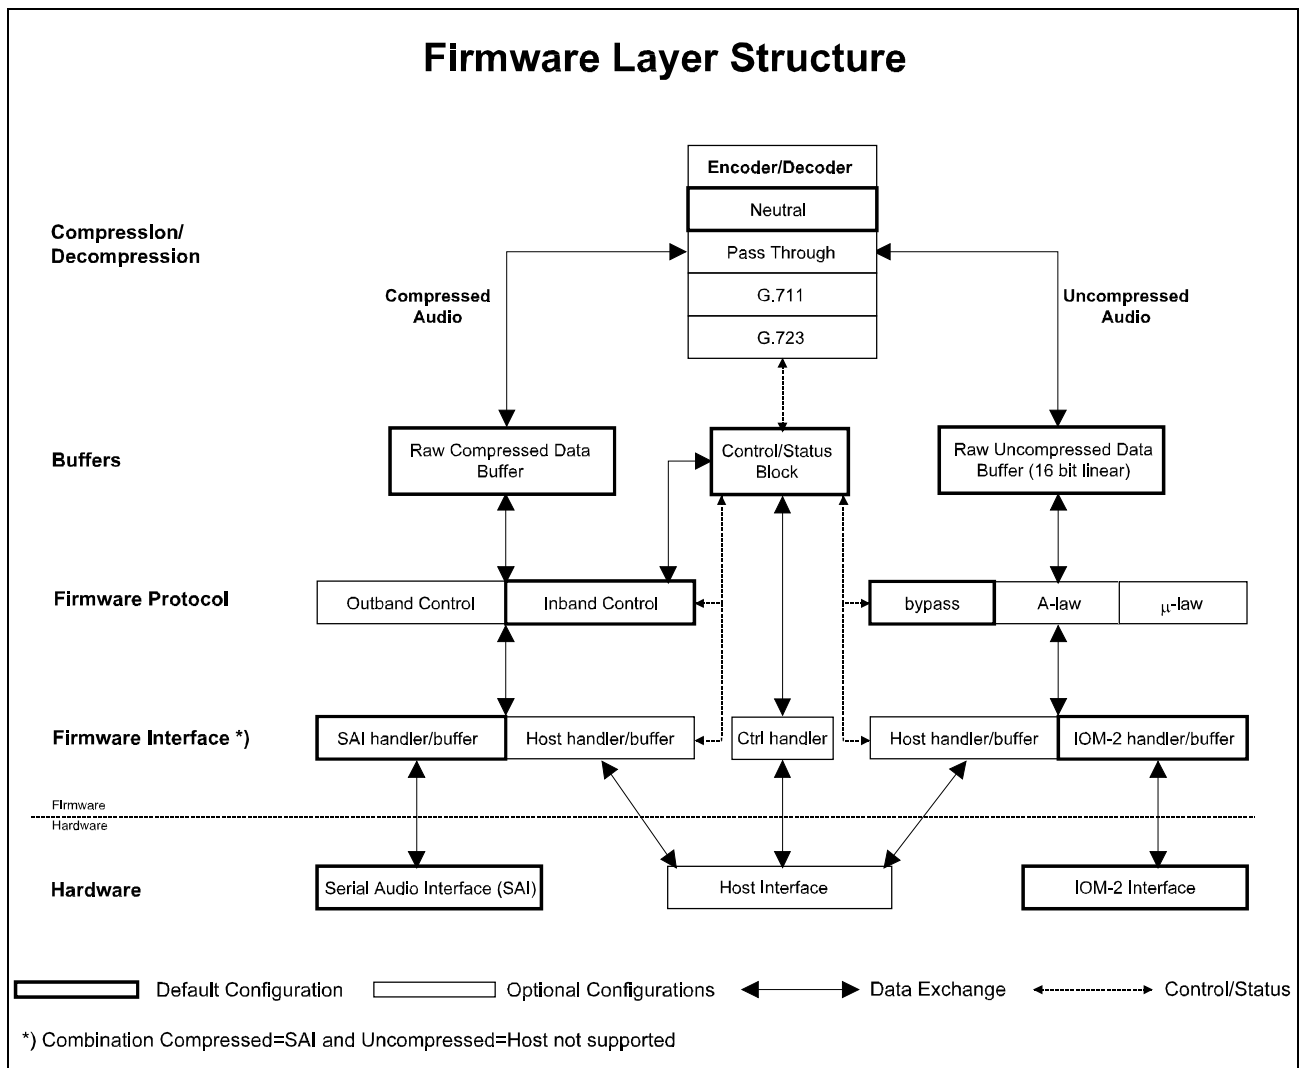 Firmware Layer Structure
Encoder/Decoder
Neutral
Compression/
Decompression
Pass Through
Compressed
Audio
G.711
Uncompressed
Audio
G.723
Buffers
Raw Compressed Data
Buffer
Control/Status
Block
Raw Uncompressed Data
Buffer (16 bit linear)
Firmware Protocol
Outband Control
Inband Control
bypass
A-law
μ-law
Firmware Interface *)
SAI handler/buffer
Host handler/buffer
Ctrl handler
Host handler/buffer
IOM-2 handler/buffer
FIrmware
Hardware
Hardware
Serial Audio Interface (SAI)
Host Interface
IOM-2 Interface
Default Configuration
Optional Configurations
Data Exchange
Control/Status
*) Combination Compressed=SAI and Uncompressed=Host not supported